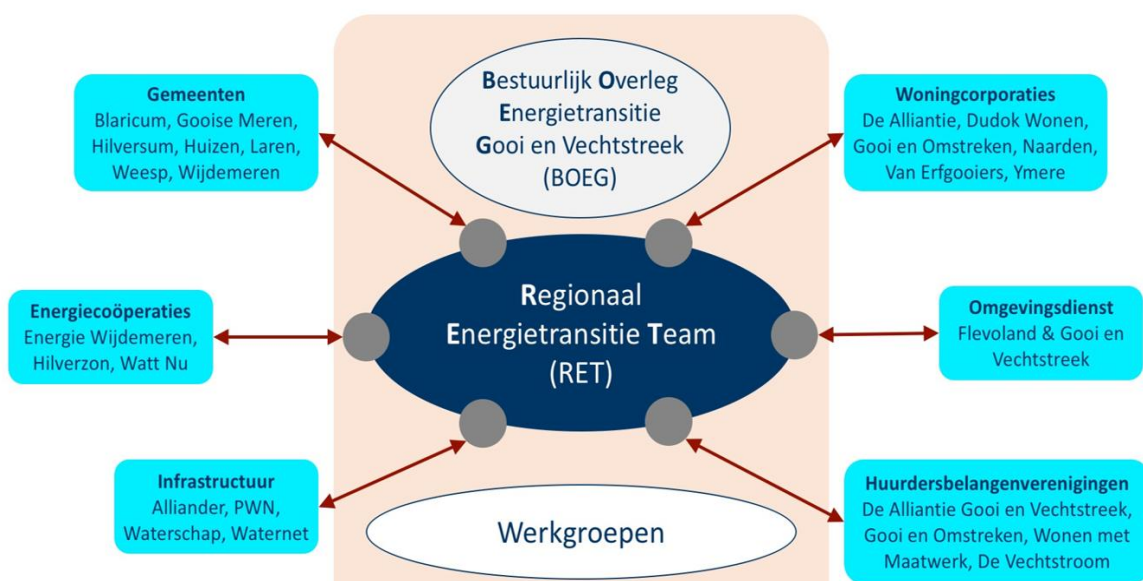 Bestuurlijk Overleg
Energietransitie
Gooi en Vechtstreek
(BOEG)
Gemeenten
Blaricum, Gooise Meren,
Hilversum, Huizen, Laren,
Weesp, Wijdemeren
Woningcorporaties
De Alliantie, Dudok Wonen,
Gooi en Omstreken, Naarden,
Van Erfgooiers, Ymere
Energiecoöperaties
Energie Wijdemeren,
Hilverzon, Watt Nu
Regionaal
Energietransitie Team
(RET)
Omgevingsdienst
Flevoland & Gooi en
Vechtstreek
Infrastructuur
Alliander, PWN,
Waterschap, Waternet
Werkgroepen
Huurdersbelangenverenigingen
De Alliantie Gooi en Vechtstreek,
Gooi en Omstreken, Wonen met
Maatwerk, De Vechtstroom